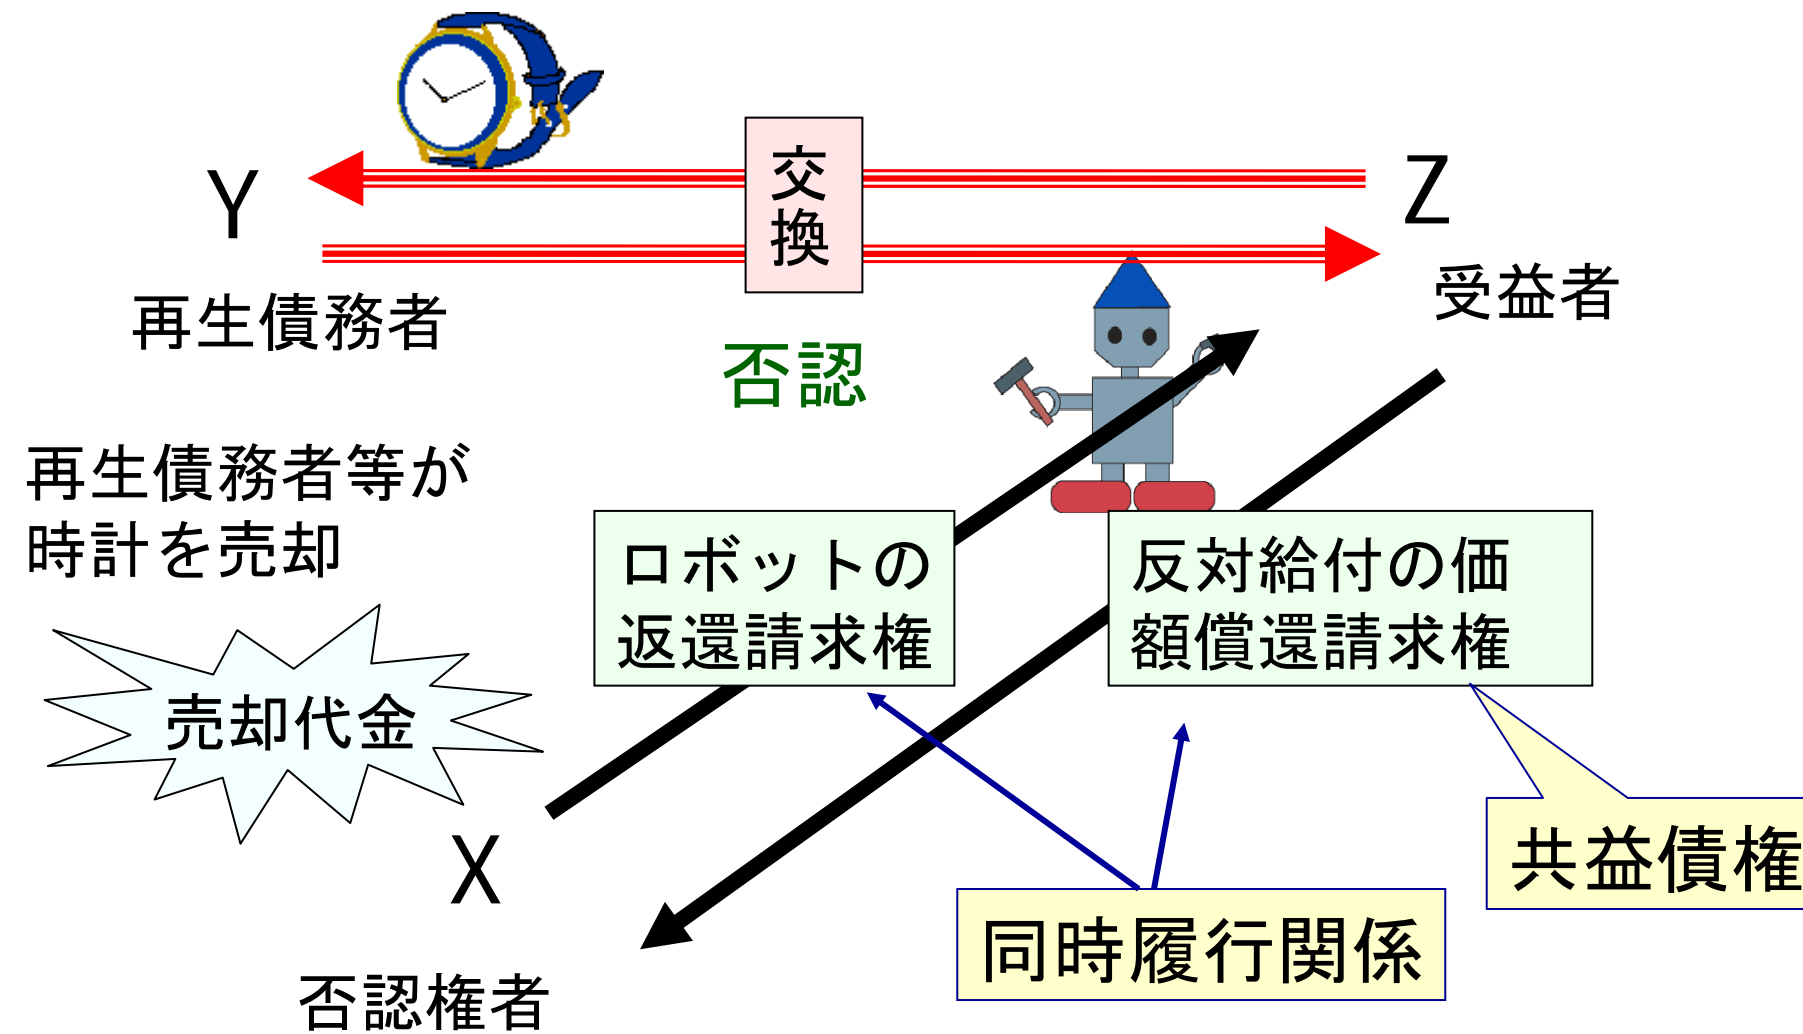 交
換
Y
Z
再生債務者
受益者
否認
再生債務者等が
時計を売却
ロボットの
返還請求権
反対給付の価
額償還請求権
売却代金
X
共益債権
同時履行関係
否認権者